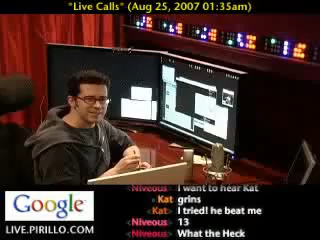 *Live Calls* (Aug 25, 2007 01:35am)
<Niveous> I want to hear Kat
* Kat grins
<Kat> I tried! he beat me
<Niveous> 13
<Niveous> What the Heck
Google
LIVE.PIRILLO.COM